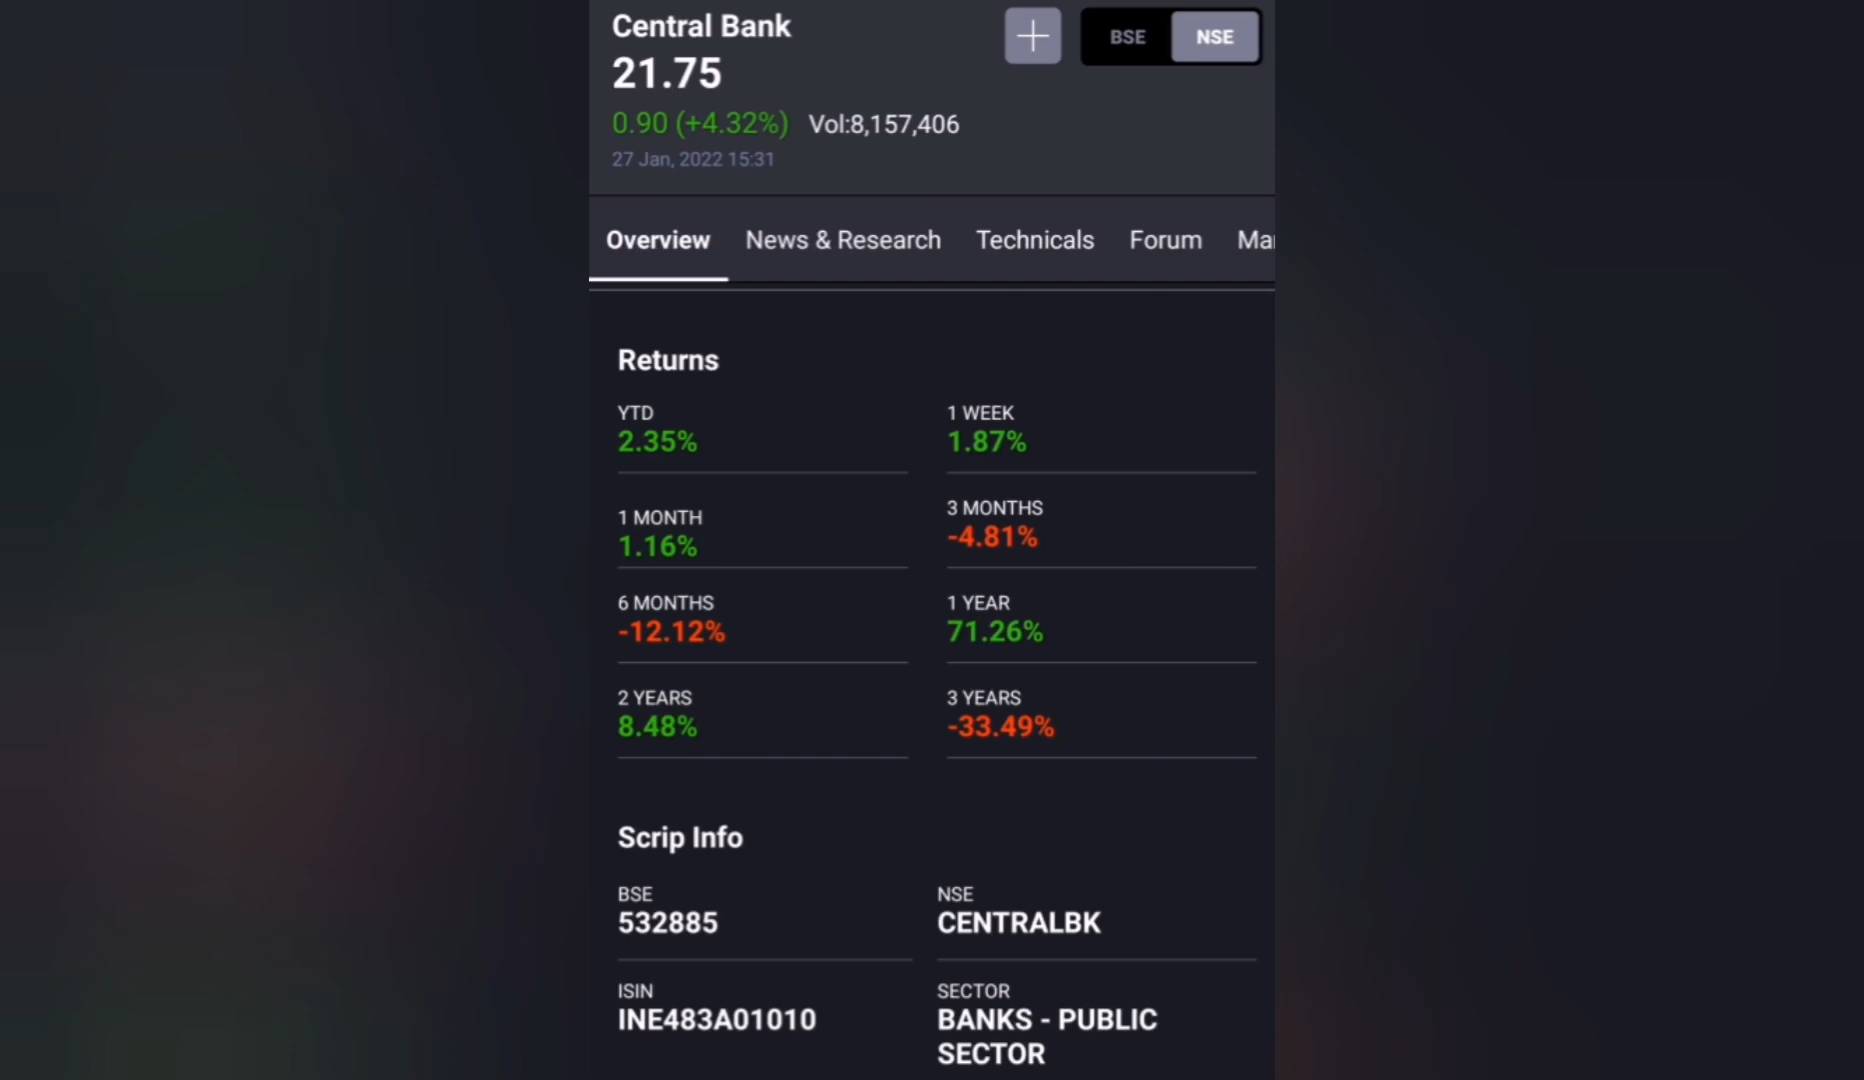 Central Bank
BSE
NSE
21.75
0.90 (+4.32%) Vol:8,157,406
27 Jan, 2022 15:31
Overview News & Research Technicals Forum Mar
Returns
YTD
2.35%
1 WEEK
1.87%
1 MONTH
1.16%
3 MONTHS
-4.81%
6 MONTHS
-12.12%
1 YEAR
71.26%
2 YEARS
8.48%
3 YEARS
-33.49%
Scrip Info
BSE
532885
NSE
CENTRALBK
ISIN
INE483A01010
SECTOR
BANKS - PUBLIC
SECTOR